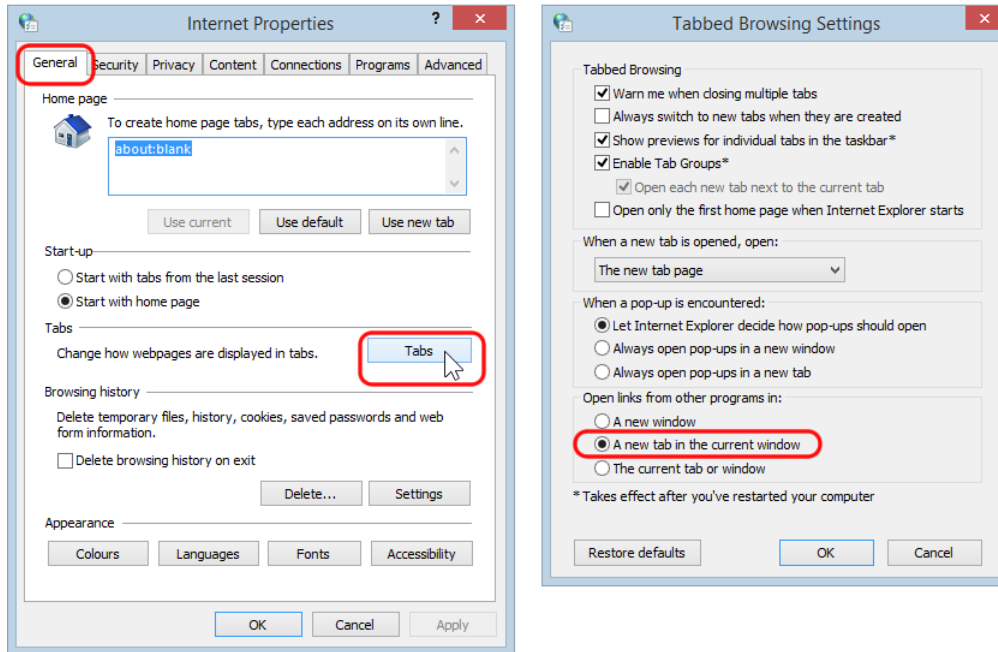 Internet Properties
?
General Security Privacy Content Connections Programs Advanced
Home page
To create home page tabs, type each address on its own line.
about:blank
Use current Use default Use new tab
Start-up
Start with tabs from the last session
Start with home page
Tabs
Change how webpages are displayed in tabs. Tabs
Browsing history
Delete temporary files, history, cookies, saved passwords and web
form information.
Delete browsing history on exit
Delete... Settings
Appearance
Colours Languages Fonts Accessibility
OK Cancel Apply
Tabbed Browsing Settings
Tabbed Browsing
Warn me when closing multiple tabs
Always switch to new tabs when they are created
Show previews for individual tabs in the taskbar*
Enable Tab Groups*
Open each new tab next to the current tab
Open only the first home page when Internet Explorer starts
When a new tab is opened, open:
The new tab page
When a pop-up is encountered:
Let Internet Explorer decide how pop-ups should open
Always open pop-ups in a new window
Always open pop-ups in a new tab
Open links from other programs in:
A new window
A new tab in the current window
The current tab or window
* Takes effect after you've restarted your computer
Restore defaults OK Cancel